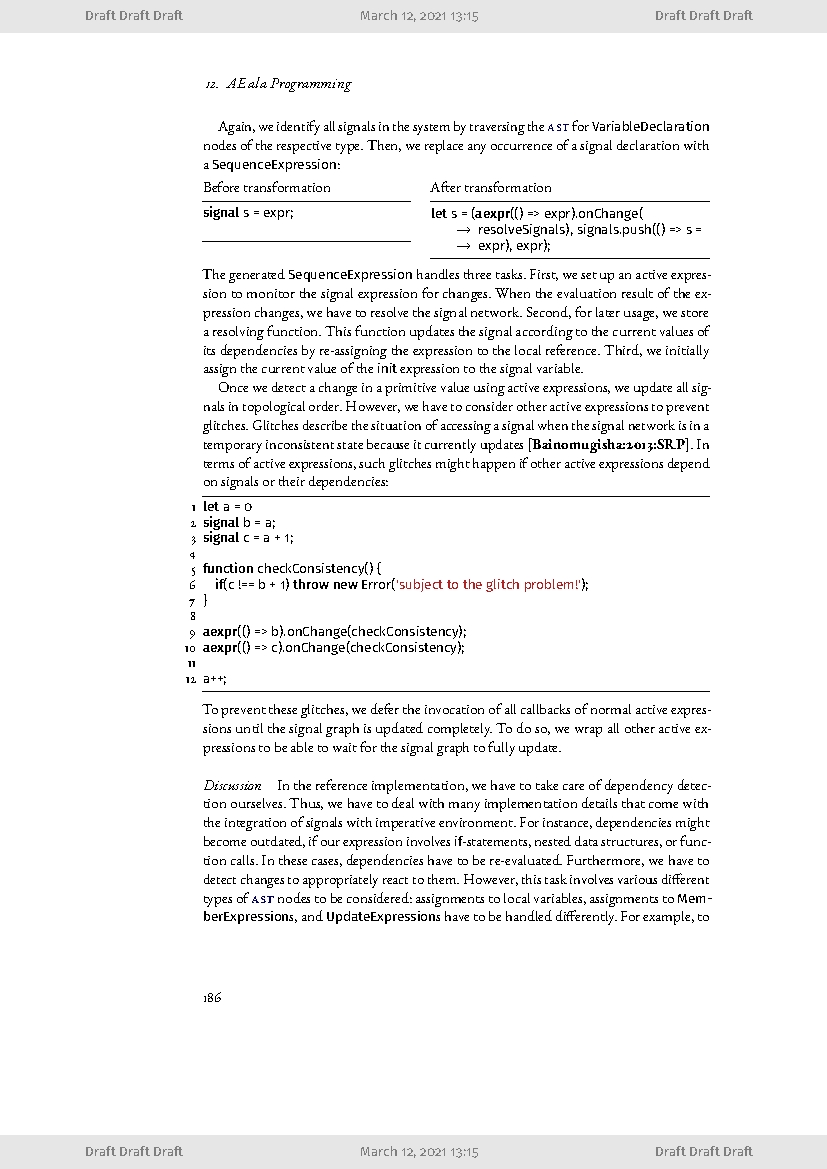 Draft Draft Draft March 12, 2021 13:15 Draft Draft Draft
12. AEala Programming
Again, we identify all signals in the system by traversing the AST for VariableDeclaration
nodes of the respective type. Then, we replace any occurrence of a signal declaration with
a SequenceExpression:
Before transformation After transformation
signal s = expr; let s = (aexpr(() => expr).onChange(
→ resolveSignals), signals.push(() => s =
→ expr), expr);
The generated SequenceExpression handles three tasks. First, we set up an active expres-
sion to monitor the signal expression for changes. When the evaluation result of the ex-
pression changes, we have to resolve the signal network. Second, for later usage, we store
a resolving function. This function updates the signal according to the current values of
its dependencies by re-assigning the expression to the local reference. Third, we initially
assign the current value of the init expression to the signal variable.
Once we detect a change in a primitive value using active expressions, we update all sig-
nals in topological order. However, we have to consider other active expressions to prevent
glitches. Glitches describe the situation of accessing a signal when the signal network is in a
temporary inconsistent state because it currently updates [Bainomugisha:2013:SRP]. In
terms of active expressions, such glitches might happen if other active expressions depend
on signals or their dependencies:
1 let a = 0
2 signal b = a;
3 signal c = a + 1;
4
5 function checkConsistency() {
6 if(c !== b + 1) throw new Error('subject to the glitch problem!');
7 }
8
9 aexpr(() => b).onChange(checkConsistency);
10 aexpr(() => c).onChange(checkConsistency);
11
12 a++;
To prevent these glitches, we defer the invocation of all callbacks of normal active expres-
sions until the signal graph is updated completely. To do so, we wrap all other active ex-
pressions to be able to wait for the signal graph to fully update.
Discussion In the reference implementation, we have to take care of dependency detec-
tion ourselves. Thus, we have to deal with many implementation details that come with
the integration of signals with imperative environment. For instance, dependencies might
become outdated, if our expression involves if-statements, nested data structures, or func-
tion calls. In these cases, dependencies have to be re-evaluated. Furthermore, we have to
detect changes to appropriately react to them. However, this task involves various different
types of AST nodes to be considered: assignments to local variables, assignments to Mem-
berExpressions, and UpdateExpressions have to be handled differently. For example, to
186
Draft Draft Draft March 12, 2021 13:15 Draft Draft Draft